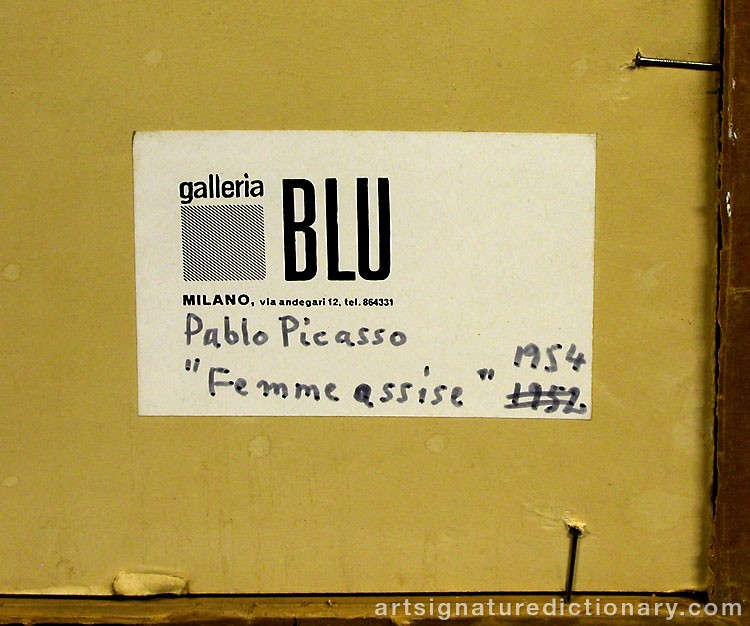 galleria
BLU
MILANO, via andegari 12, tel. 864331
Pablo Picasso
1954
"Femme assise" 1952
artsignaturedictionary.com